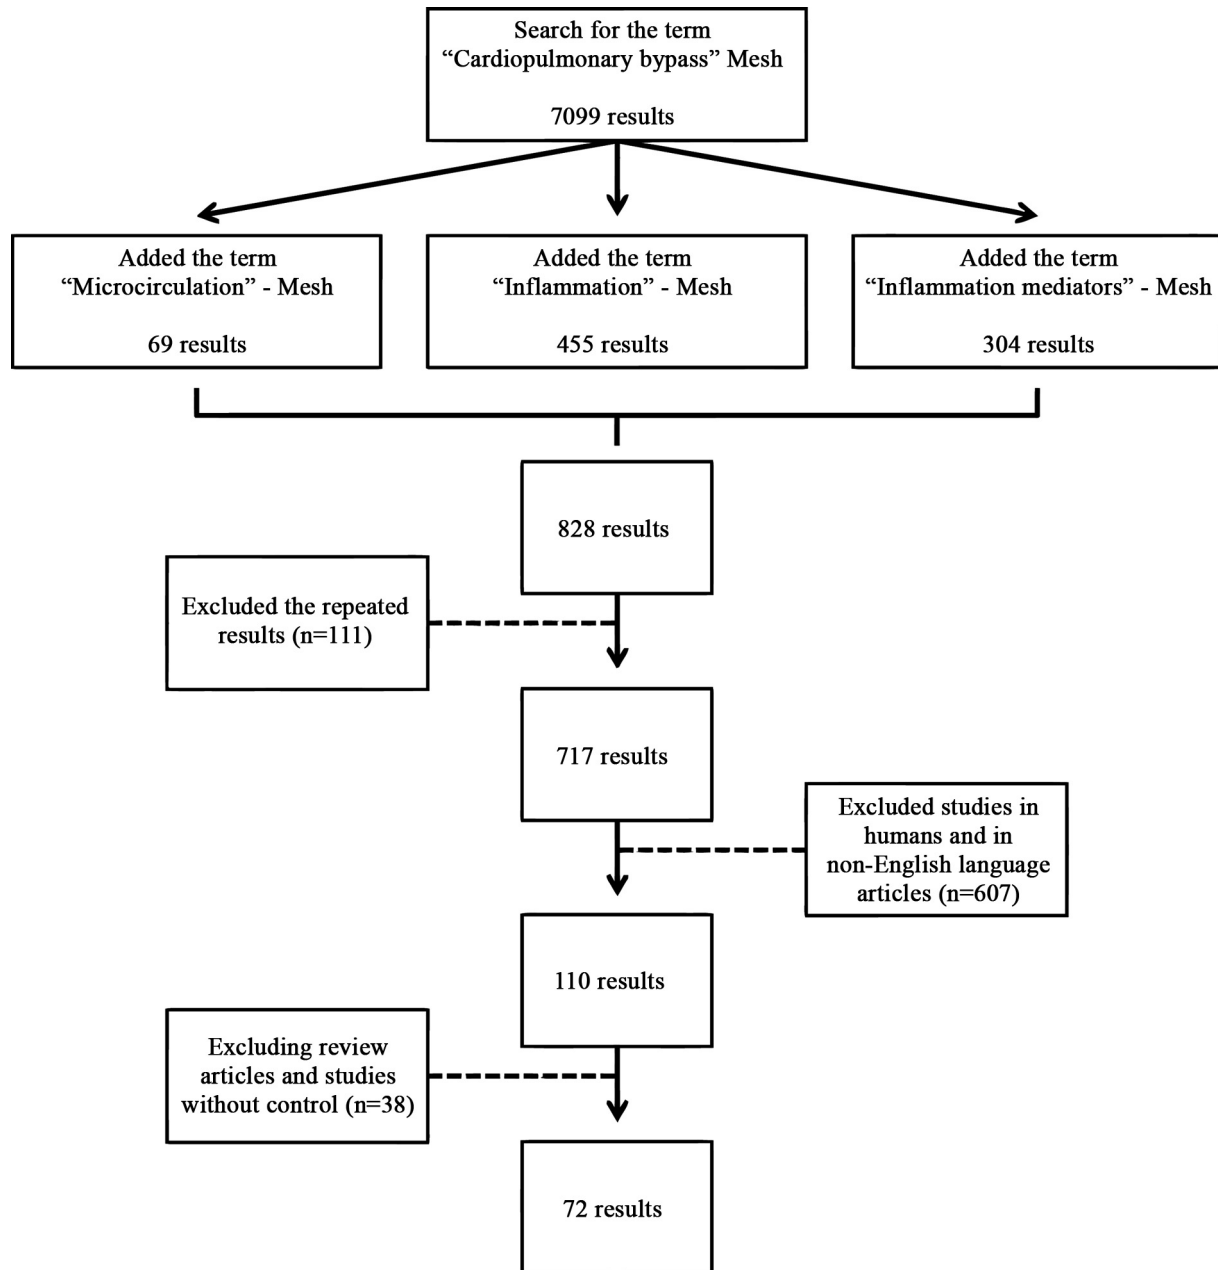 Search for the term
“Cardiopulmonary bypass” Mesh
7099 results
Added the term
“Microcirculation” - Mesh
69 results
Added the term
“Inflammation” - Mesh
455 results
Added the term
“Inflammation mediators” - Mesh
304 results
828 results
Excluded the repeated
results (n=111)
717 results
Excluded studies in
humans and in
non-English language
articles (n=607)
110 results
Excluding review
articles and studies
without control (n=38)
72 results